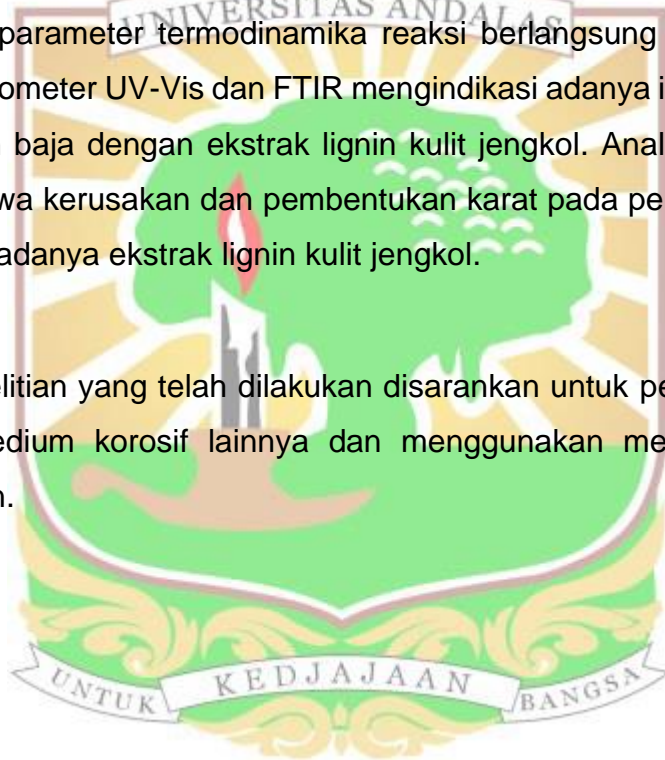 UNIVERSITAS ANDALAS
parameter termodinamika reaksi berlangsung
ometer UV-Vis dan FTIR mengindikasi adanya i
baja dengan ekstrak lignin kulit jengkol. Anal
wa kerusakan dan pembentukan karat pada pe
adanya ekstrak lignin kulit jengkol.
elitian yang telah dilakukan disarankan untuk pe
edium korosif lainnya dan menggunakan me
n.
UNTUK KEDJAJAAN BANGSA